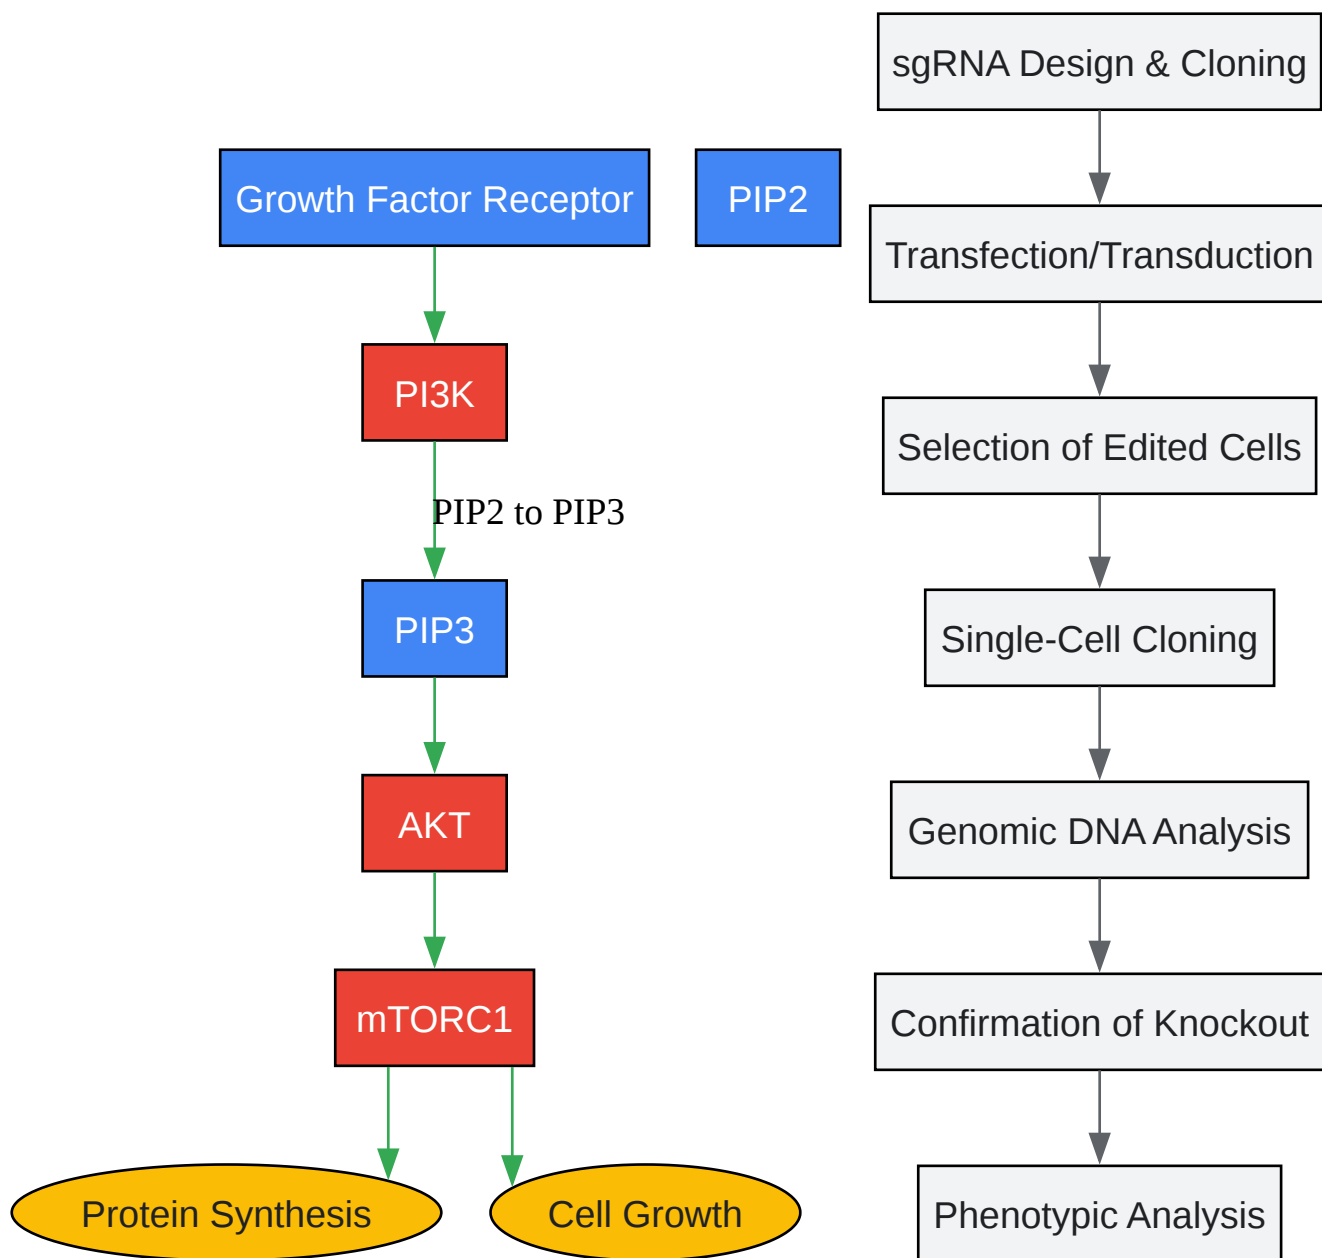 Growth Factor Receptor
PIP2
PI3K
PIP2 to PIP3
PIP3
AKT
mTORC1
Protein Synthesis
Cell Growth
sgRNA Design & Cloning
Transfection/Transduction
Selection of Edited Cells
Single-Cell Cloning
Genomic DNA Analysis
Confirmation of Knockout
Phenotypic Analysis